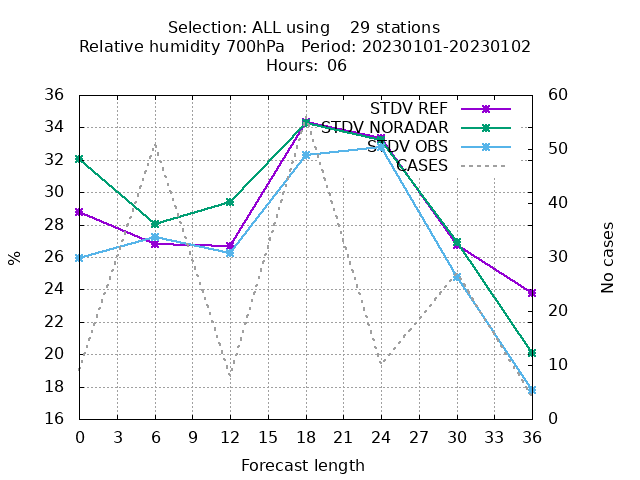 Selection: ALL using    29 stations
Relative humidity 700hPa   Period: 20230101-20230102
Hours: 06
36
34
32
30
28
26
24
22
20
18
16
%
60
50
40
30
20
10
0
No cases
STDV REF
STDV NORADAR
STDV OBS
CASES
0 3 6 9 12 15 18 21 24 27 30 33 36
Forecast length